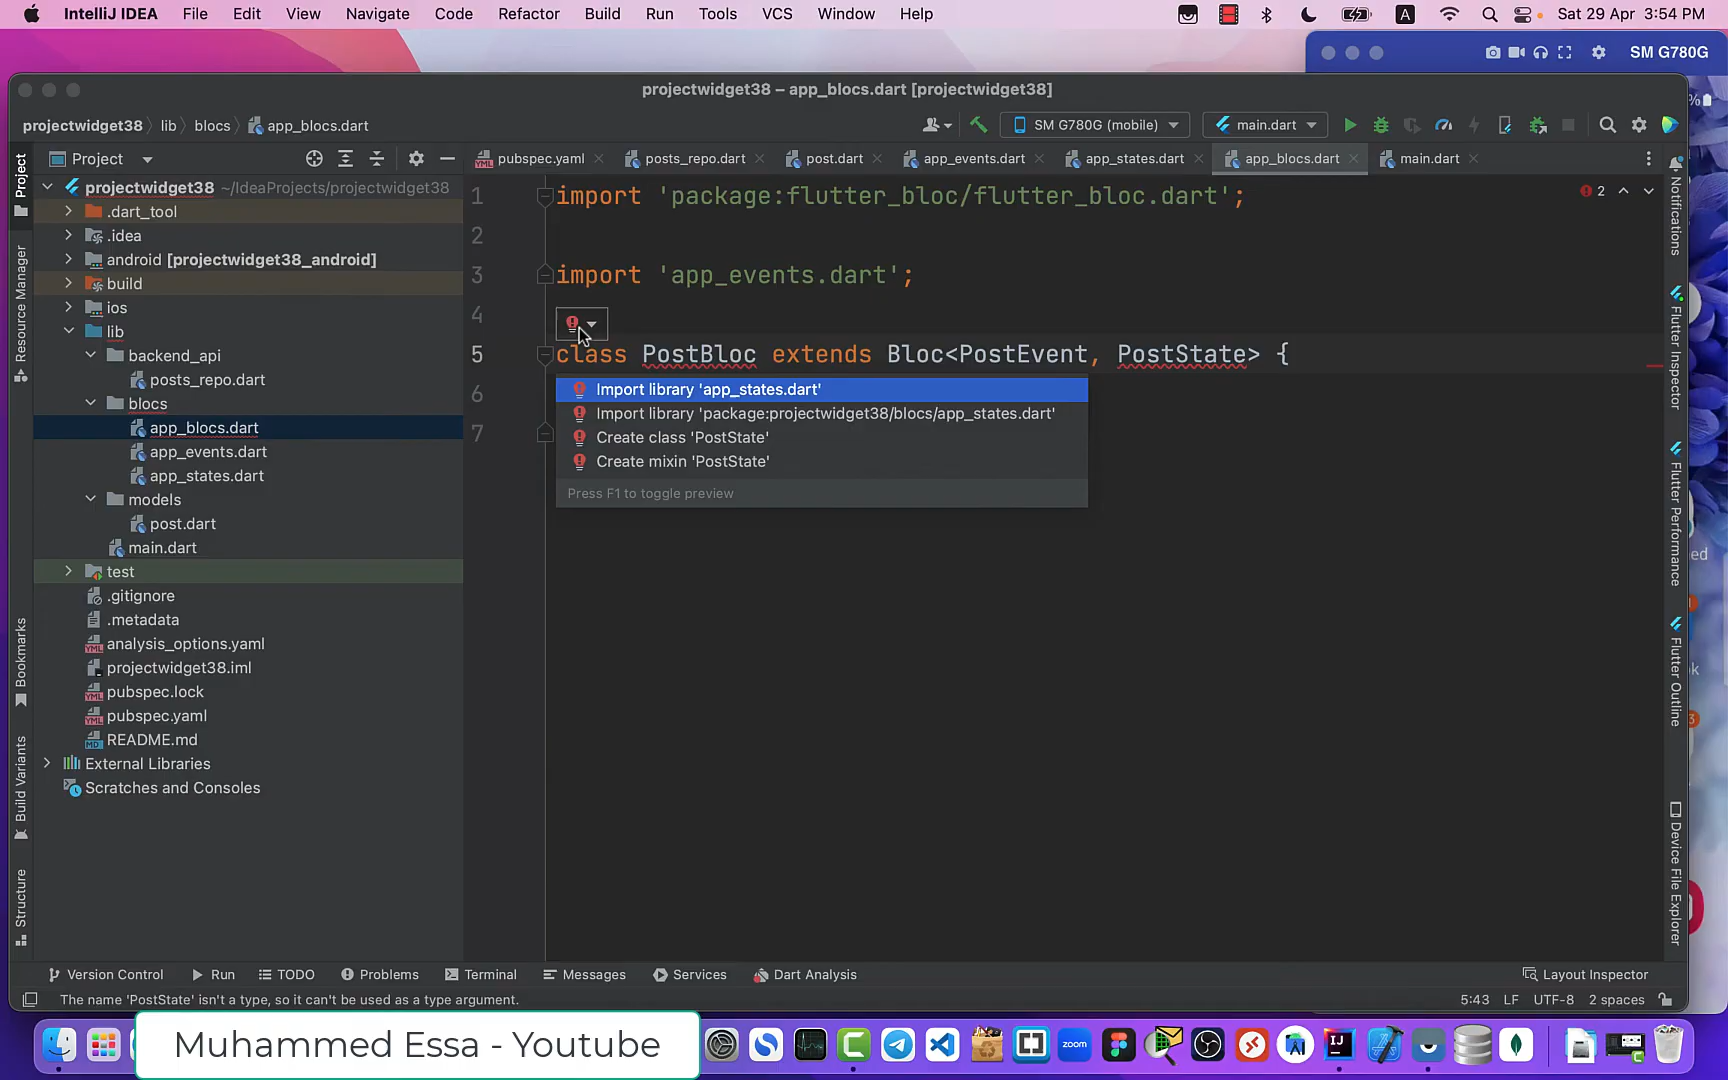 IntelliJ IDEA File Edit View Navigate Code Refactor Build Run Tools VCS Window Help
A Sat 29 Apr 3:54 PM
SM G780G
projectwidget38 – app_blocs.dart [projectwidget38]
projectwidget38 lib blocs app_blocs.dart
SM G780G (mobile) main.dart
Project
pubspec.yaml posts_repo.dart post.dart app_events.dart app_states.dart app_blocs.dart main.dart
projectwidget38 ~/IdeaProjects/projectwidget38
.dart_tool
.idea
android [projectwidget38_android]
build
ios
lib
backend_api
posts_repo.dart
blocs
app_blocs.dart
app_events.dart
app_states.dart
models
post.dart
main.dart
test
.gitignore
.metadata
analysis_options.yaml
projectwidget38.iml
pubspec.lock
pubspec.yaml
README.md
External Libraries
Scratches and Consoles
Project
Resource Manager
Bookmarks
Build Variants
Structure
1 import 'package:flutter_bloc/flutter_bloc.dart';
2
3 import 'app_events.dart';
4
5 class PostBloc extends Bloc<PostEvent, PostState> {
6
7
2
Import library 'app_states.dart'
Import library 'package:projectwidget38/blocs/app_states.dart'
Create class 'PostState'
Create mixin 'PostState'
Press F1 to toggle preview
Notifications
Flutter Inspector
Flutter Performance
Flutter Outline
Device File Explorer
%
ed
k
3
Version Control Run TODO Problems Terminal Messages Services Dart Analysis Layout Inspector
The name 'PostState' isn't a type, so it can't be used as a type argument.
5:43 LF UTF-8 2 spaces
Muhammed Essa - Youtube
zoom
IJ